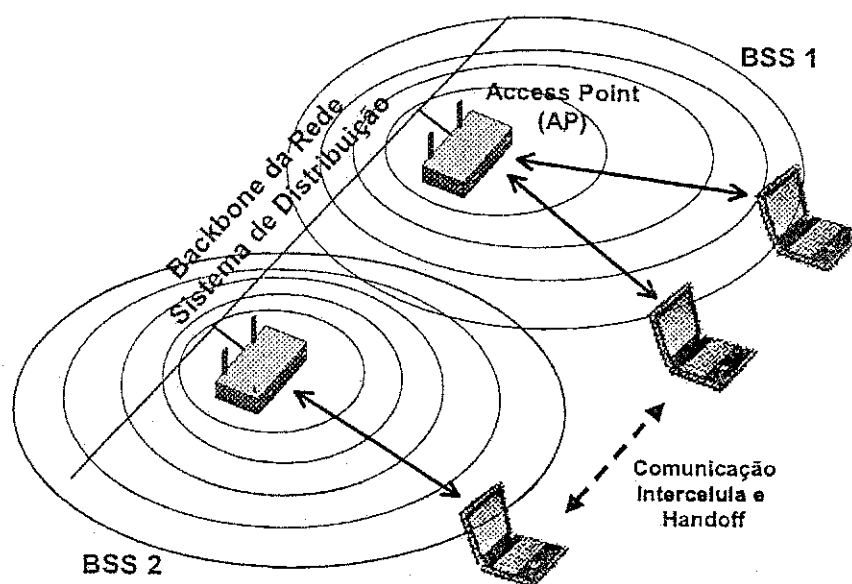 BSS 1
Access Point
(AP)
Backbone da Rede
Sistema de Distribuição
Comunicação
Intercelula e
Handoff
BSS 2